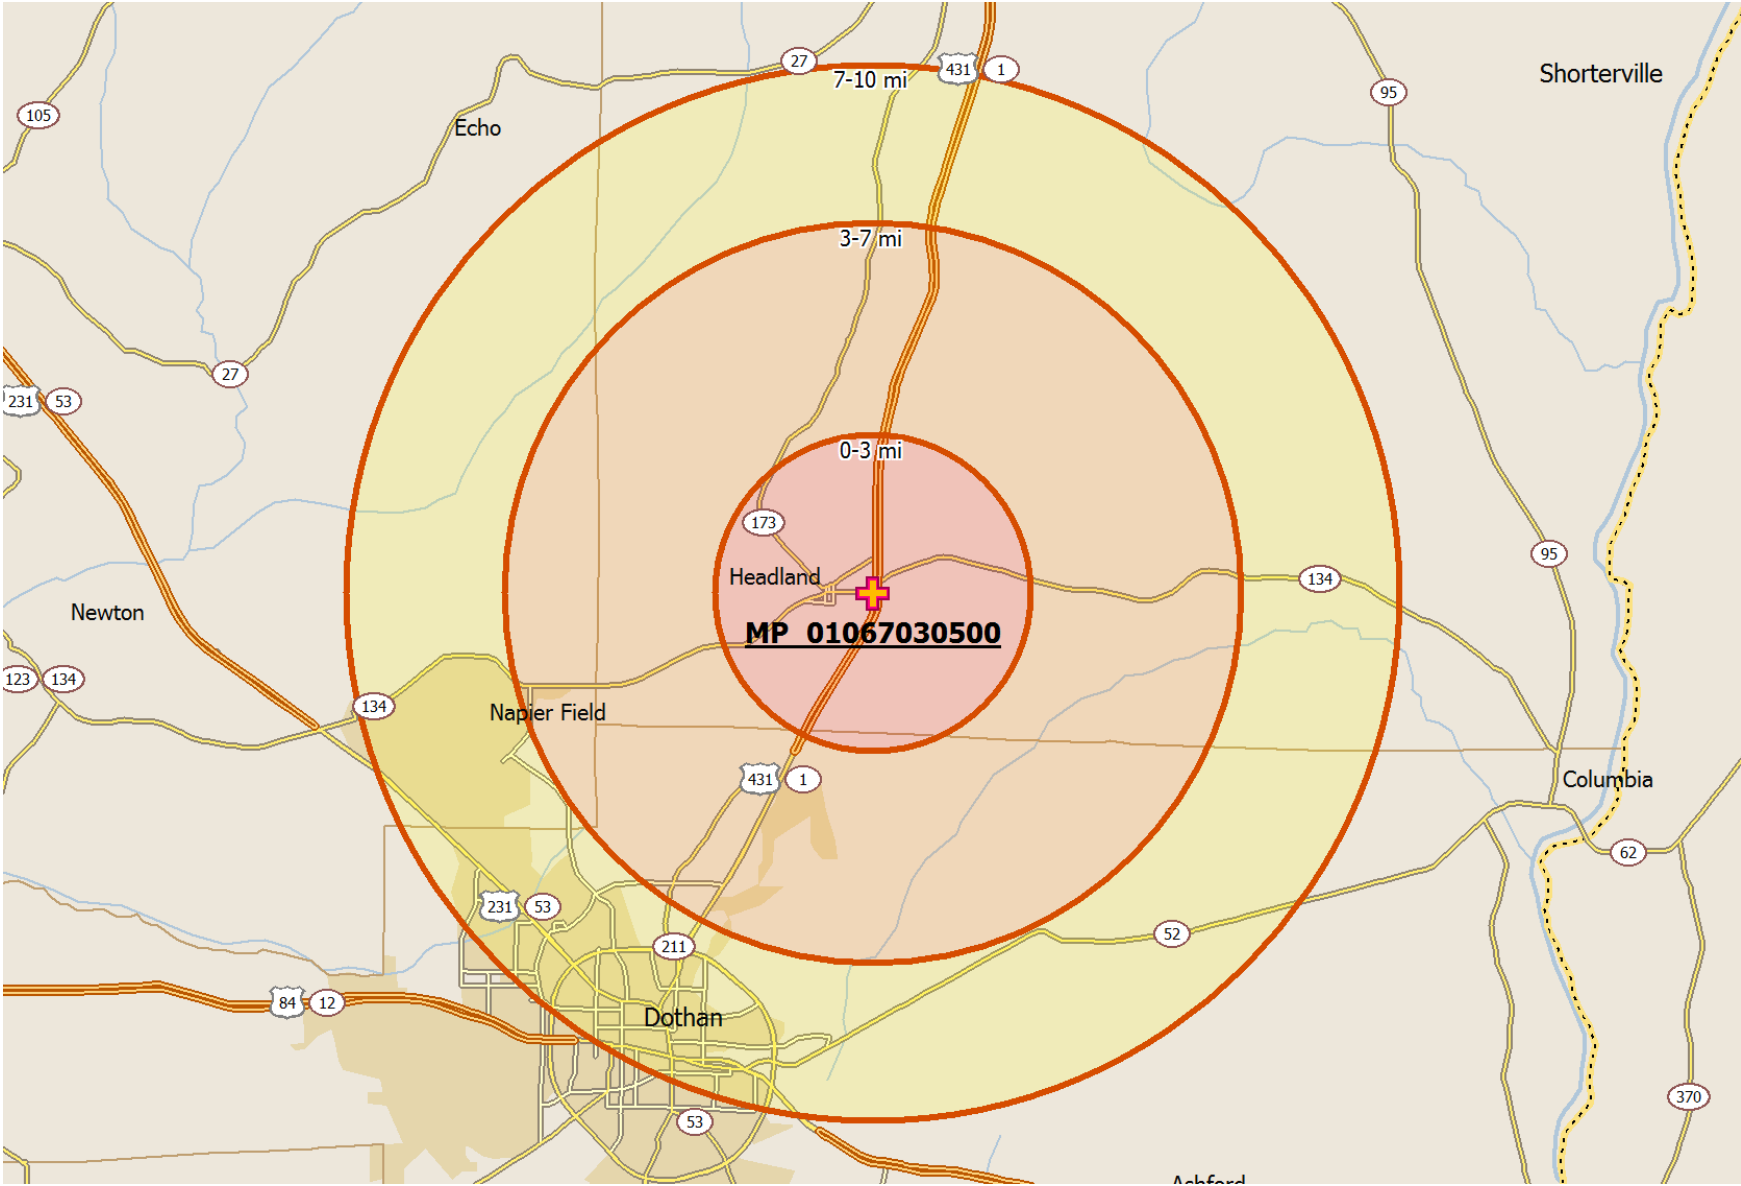 27
431
1
7-10 mi
Shorterville
95
105
Echo
3-7 mi
27
231
53
0-3 mi
173
95
Headland
134
Newton
MP 01067030500
123
134
134
Napier Field
431
1
Columbia
62
231
53
52
211
84
12
Dothan
370
53
Ashford